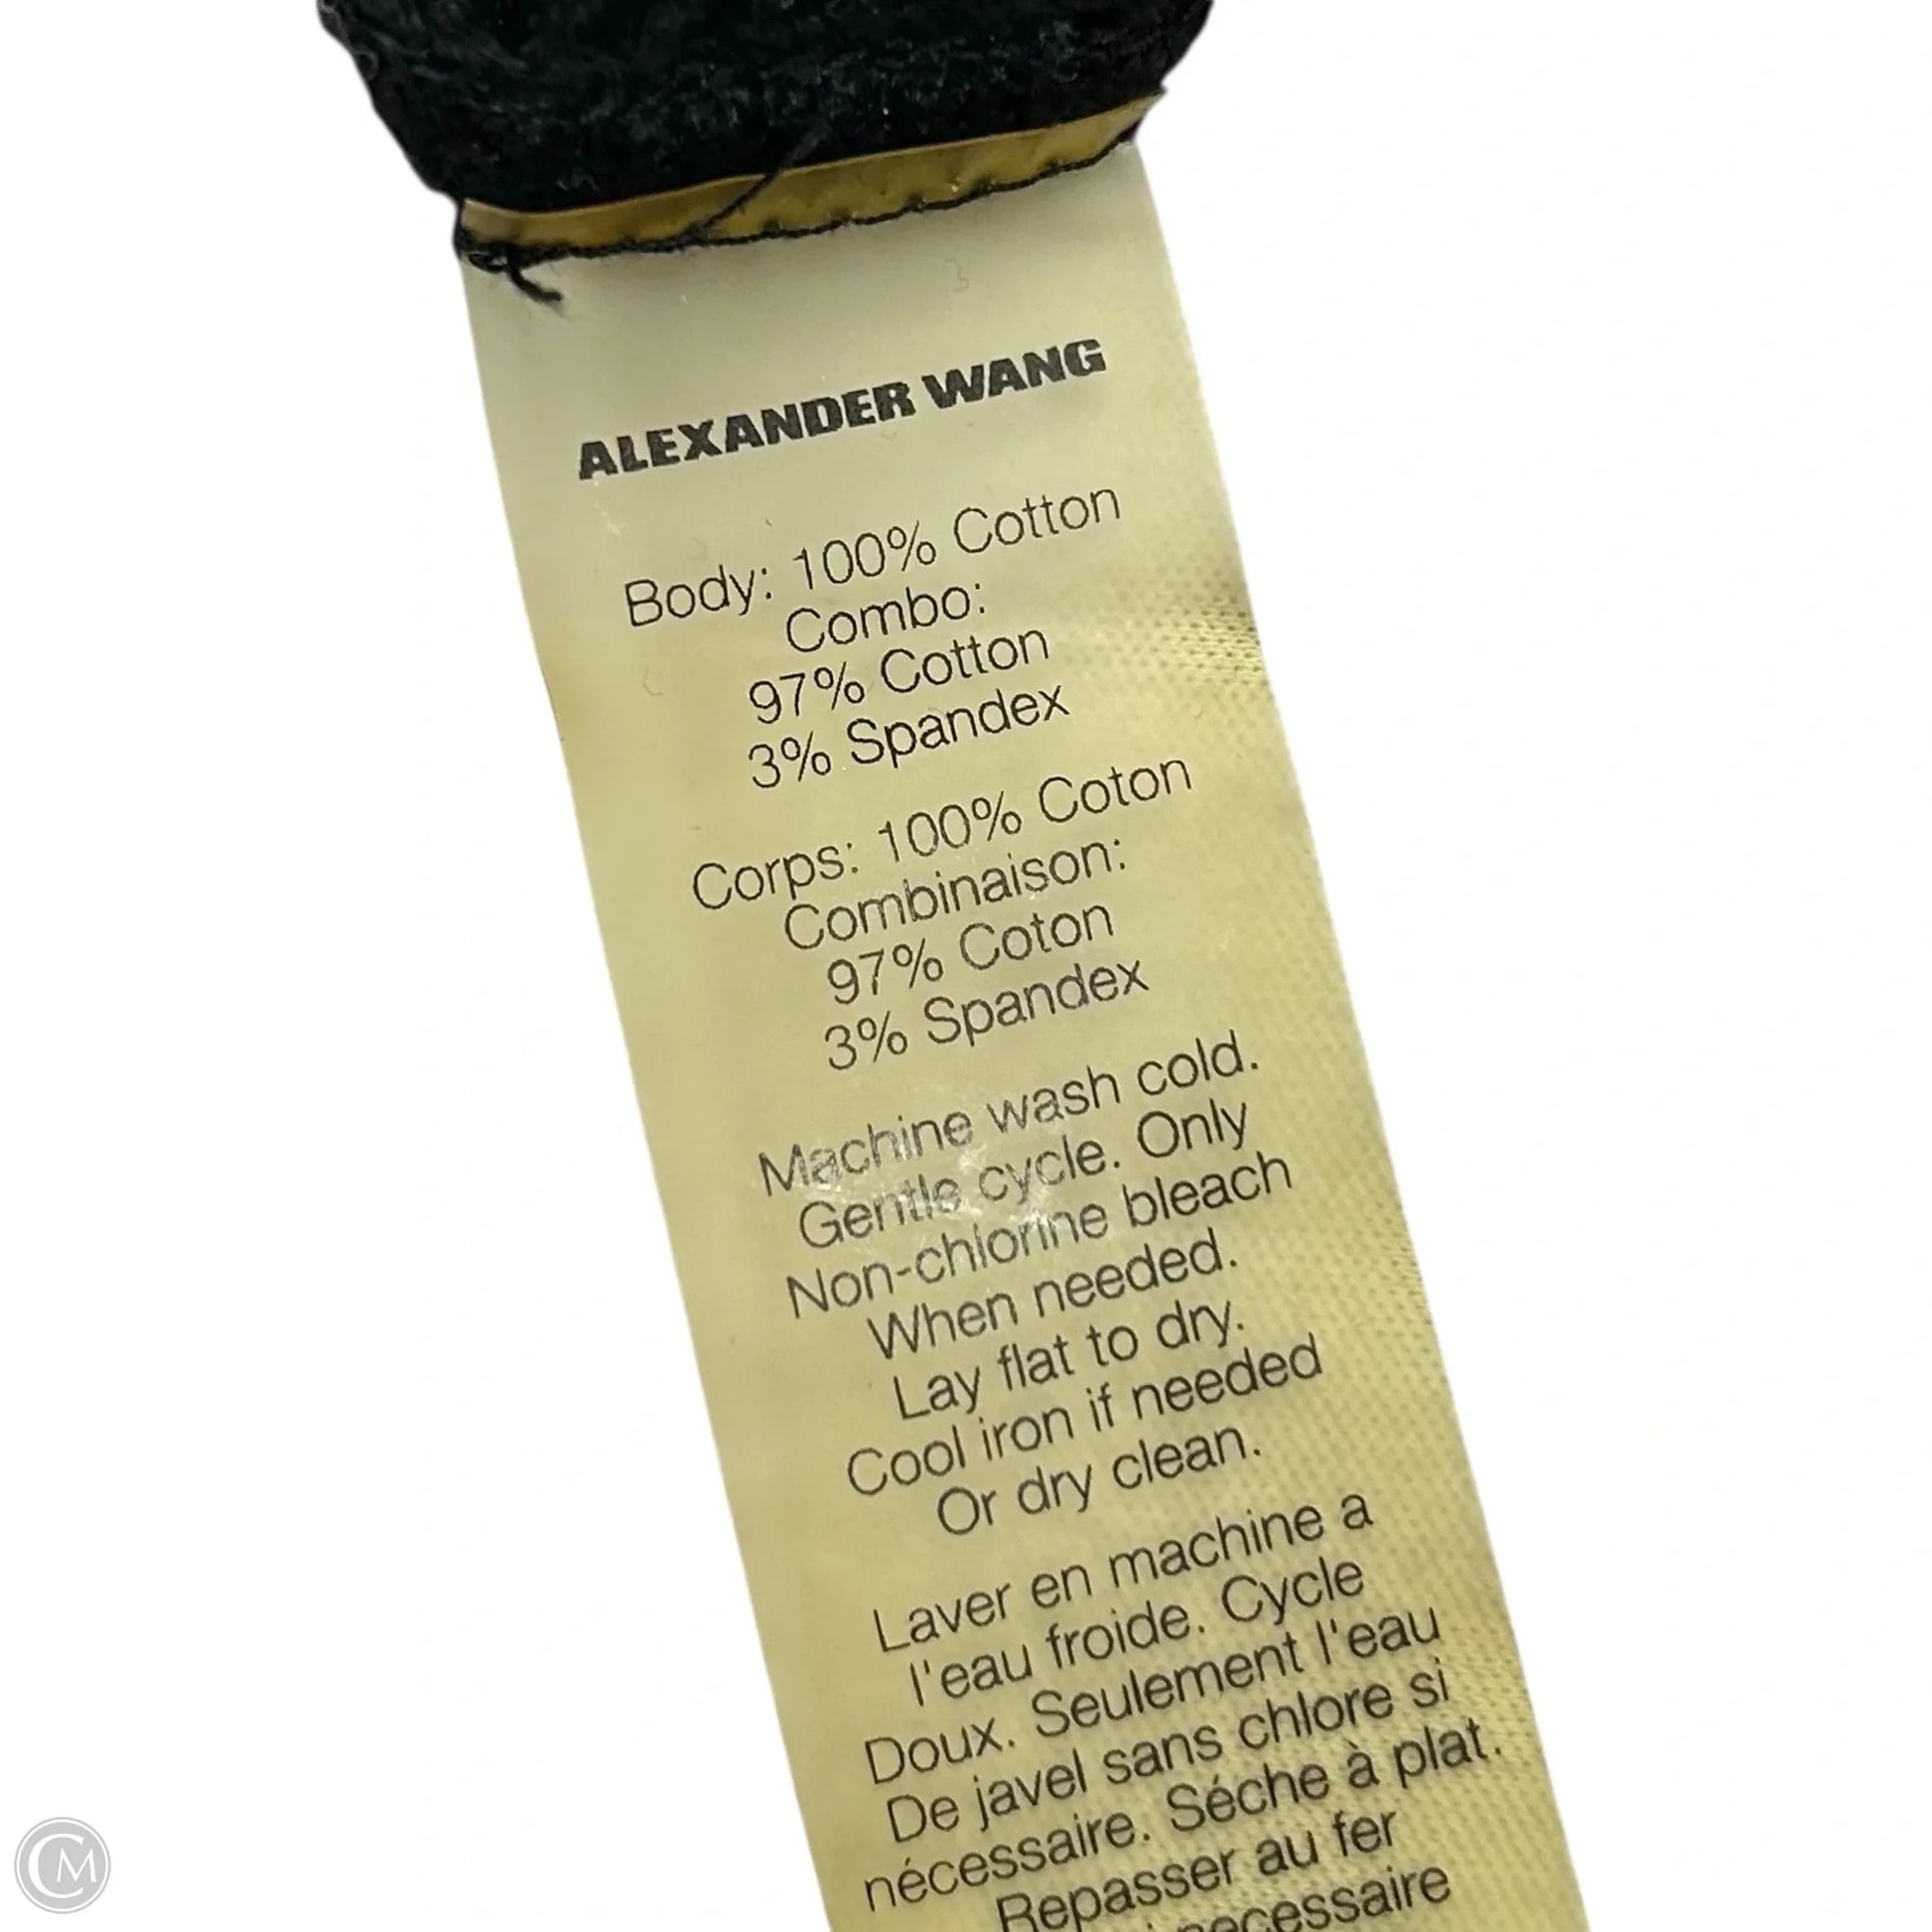 ALEXANDER WANG
Body: 100% Cotton
Combo:
97% Cotton
3% Spandex
Corps: 100% Coton
Combinaison:
97% Coton
3% Spandex
Machine wash cold.
Gentle cycle. Only
Non-chlorine bleach
When needed.
Lay flat to dry.
Cool iron if needed
Or dry clean.
Laver en machine a
l'eau froide. Cycle
Doux. Seulement l'eau
De javel sans chlore si
nécessaire. Séche à plat.
Repasser au fer
necessaire
CM